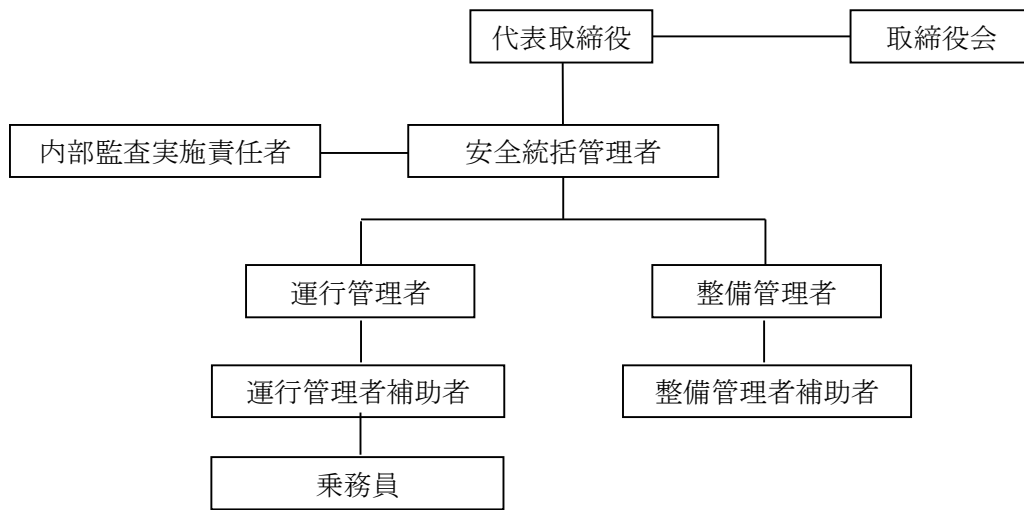 代表取締役
取締役会
内部監査実施責任者
安全統括管理者
運行管理者
整備管理者
運行管理者補助者
整備管理者補助者
乗務員